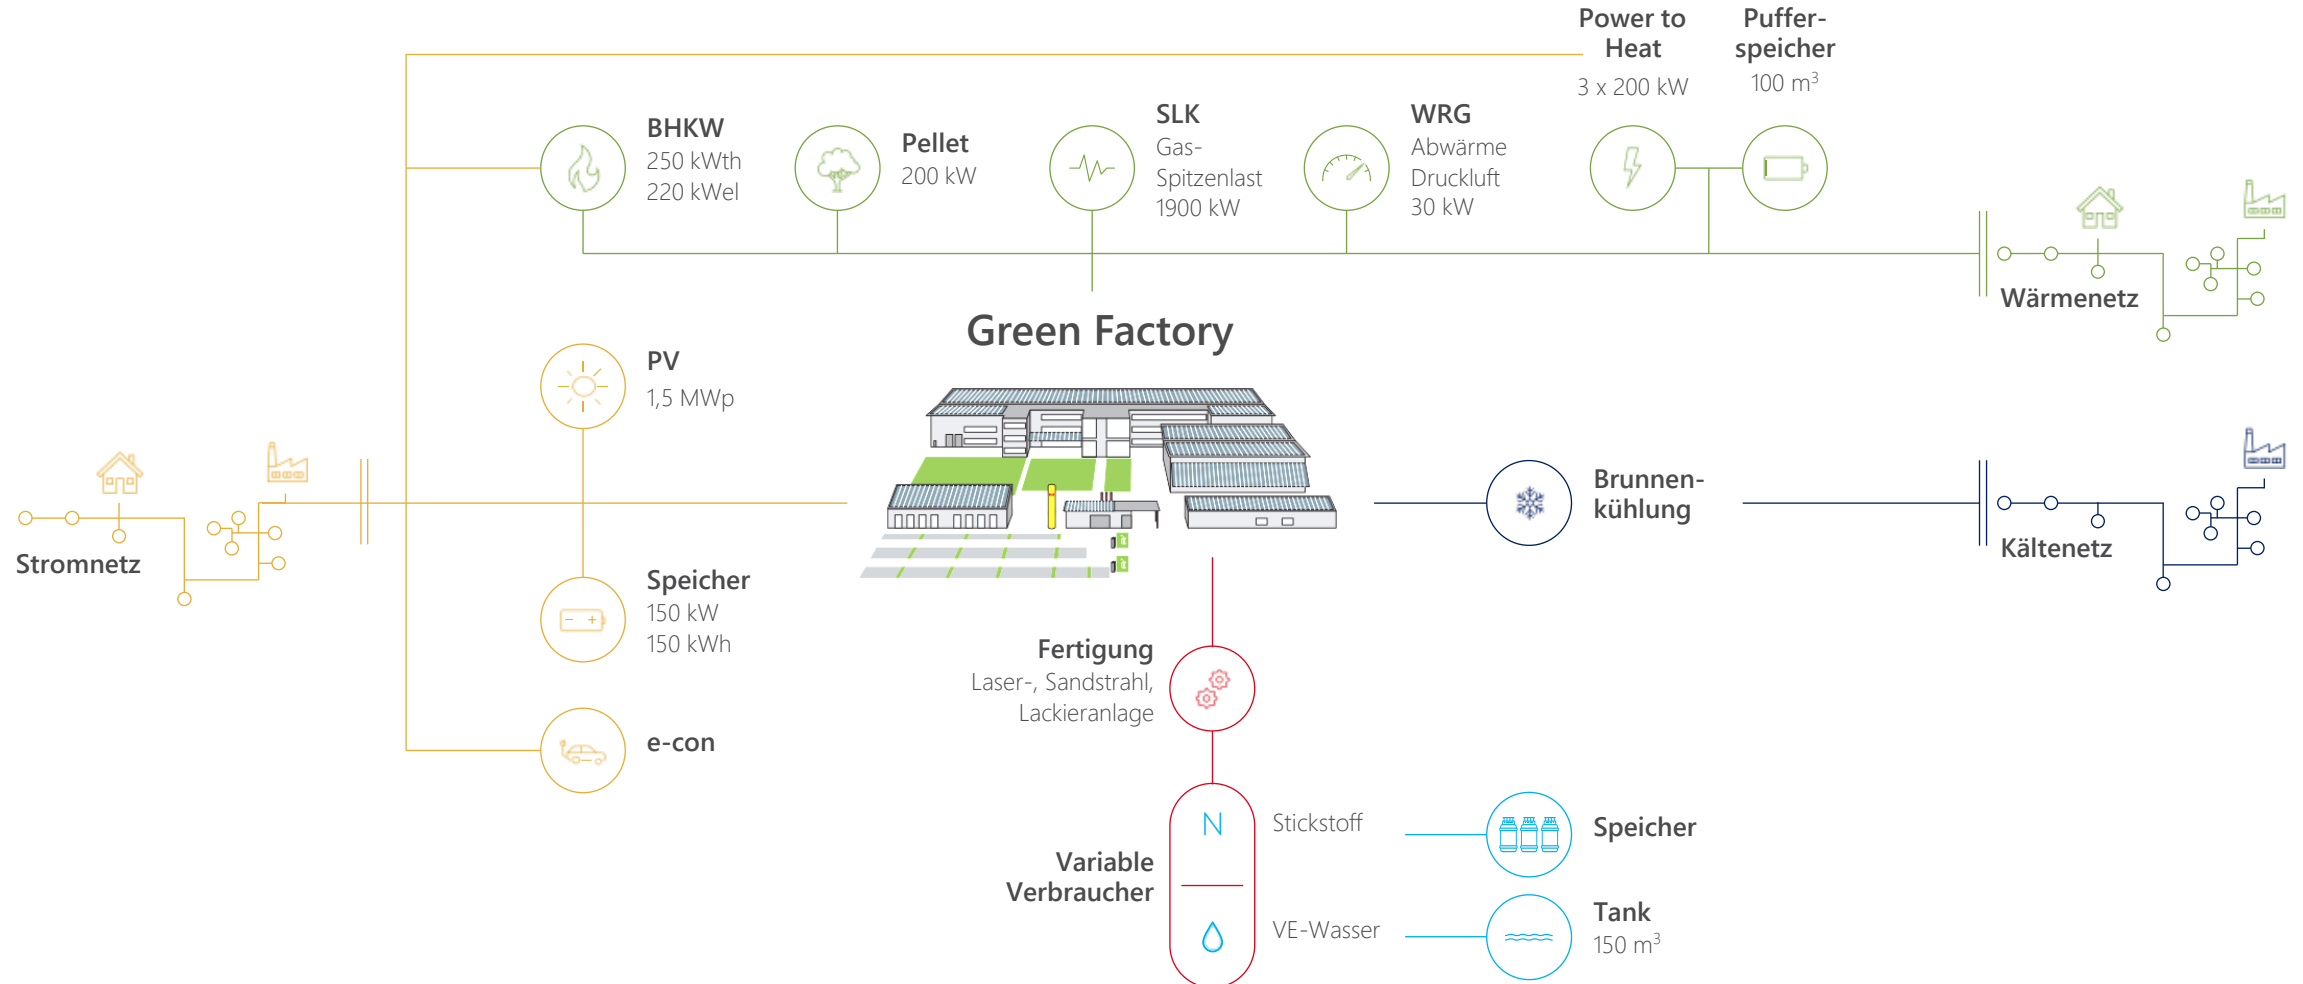 Power to
Heat
3 x 200 kW
Puffer-
speicher
100 m³
BHKW
250 kWth
220 kWel
Pellet
200 kW
SLK
Gas-
Spitzenlast
1900 kW
WRG
Abwärme
Druckluft
30 kW
Wärmenetz
Green Factory
PV
1,5 MWp
Stromnetz
Speicher
150 kW
150 kWh
e-con
Brunnen-
kühlung
Kältenetz
Fertigung
Laser-, Sandstrahl,
Lackieranlage
Variable
Verbraucher
N
Stickstoff
Speicher
VE-Wasser
Tank
150 m³